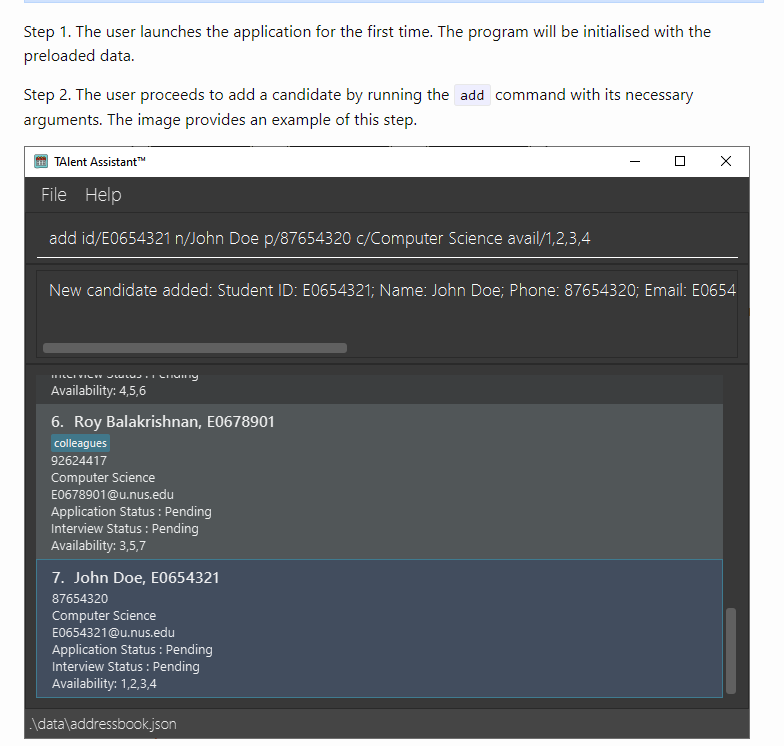 Step 1. The user launches the application for the first time. The program will be initialised with the
preloaded data.
Step 2. The user proceeds to add a candidate by running the add command with its necessary
arguments. The image provides an example of this step.
TAlent Assistant™
File Help
add id/E0654321 n/John Doe p/87654320 c/Computer Science avail/1,2,3,4
New candidate added: Student ID: E0654321; Name: John Doe; Phone: 87654320; Email: E0654
Interview Status : Pending
Availability: 4,5,6
6. Roy Balakrishnan, E0678901
colleagues
92624417
Computer Science
E0678901@u.nus.edu
Application Status : Pending
Interview Status : Pending
Availability: 3,5,7
7. John Doe, E0654321
87654320
Computer Science
E0654321@u.nus.edu
Application Status : Pending
Interview Status : Pending
Availability: 1,2,3,4
.\data\addressbook.json